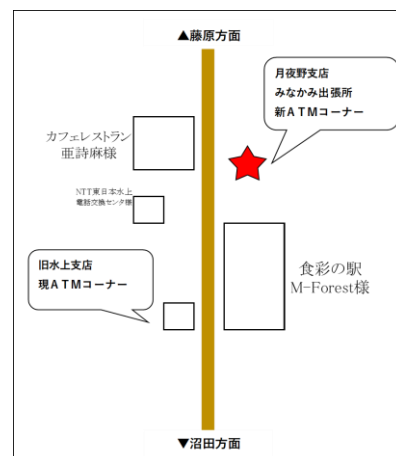 ▲藤原方面
月夜野支店
みなかみ出張所
新ATMコーナー
カフェレストラン
亜詩麻様
NTT東日本水上
電話交換センタ様
旧水上支店
現ATMコーナー
食彩の駅
M-Forest様
▼沼田方面